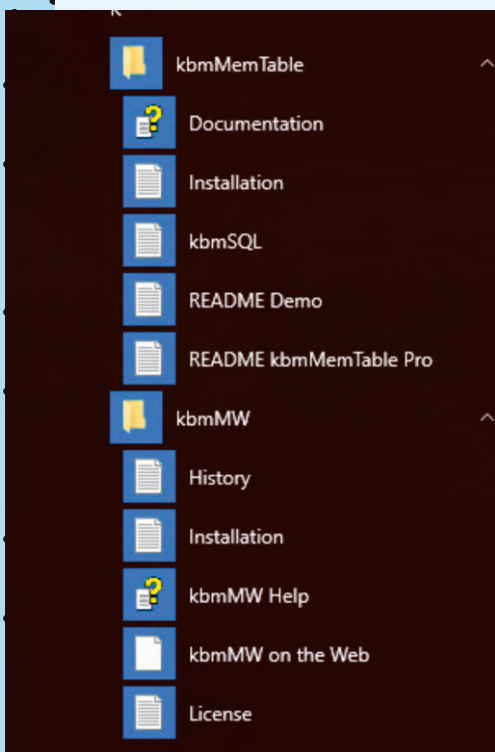 kbmMemTable
Documentation
Installation
kbmSQL
README Demo
README kbmMemTable Pro
kbmMW
History
Installation
kbmMW Help
kbmMW on the Web
License